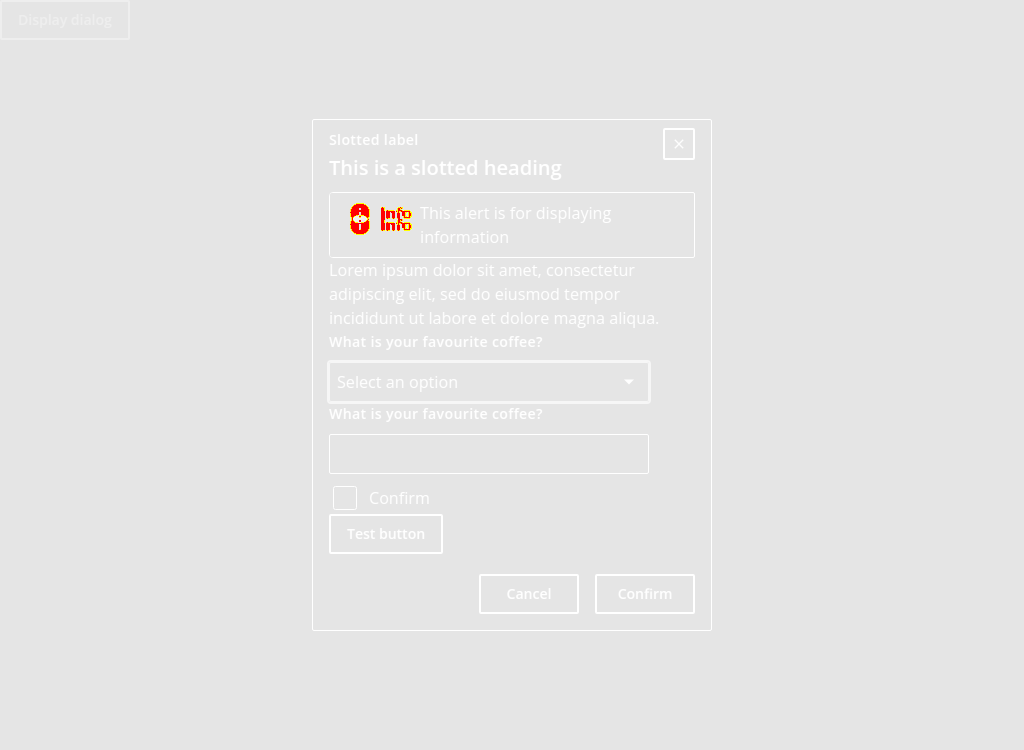 Display dialog
Slotted label
This is a slotted heading
This alert is for displaying
information
Lorem ipsum dolor sit amet, consectetur
adipiscing elit, sed do eiusmod tempor
incididunt ut labore et dolore magna aliqua.
What is your favourite coffee?
Select an option
What is your favourite coffee?
Confirm
Test button
Cancel
Confirm